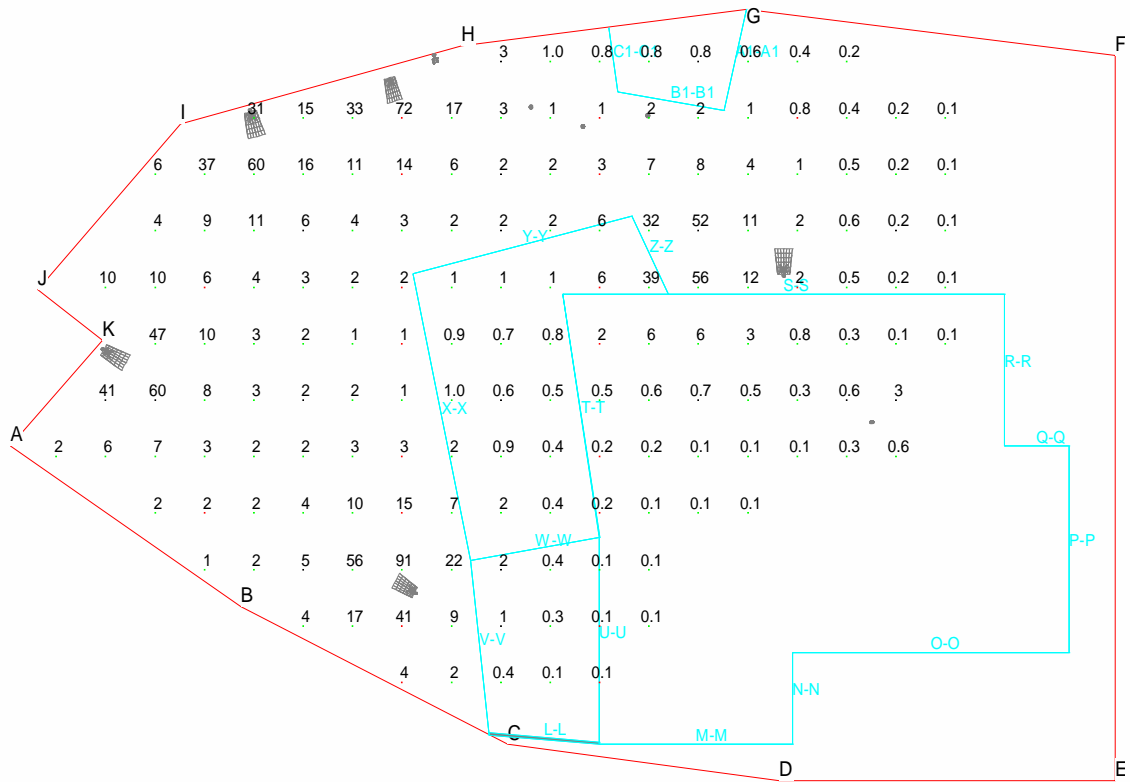 G
H
F
3 1.0 0.8 C1-C1 0.8 0.8 0.6 A1-A1 0.4 0.2
B1-B1
I
31 15 33 72 17 3 1 1 2 2 1 0.8 0.4 0.2 0.1
6 37 60 16 11 14 6 2 2 3 7 8 4 1 0.5 0.2 0.1
4 9 11 6 4 3 2 2 2 6 32 52 11 2 0.6 0.2 0.1
Y-Y
Z-Z
J
10 10 6 4 3 2 2 1 1 1 6 39 56 12 2 0.5 0.2 0.1
S-S
K
47 10 3 2 1 1 0.9 0.7 0.8 2 6 6 3 0.8 0.3 0.1 0.1
R-R
41 60 8 3 2 2 1 1.0 0.6 0.5 0.5 0.6 0.7 0.5 0.3 0.6 3
X-X
T-T
A
Q-Q
2 6 7 3 2 2 3 3 2 0.9 0.4 0.2 0.2 0.1 0.1 0.1 0.3 0.6
2 2 2 4 10 15 7 2 0.4 0.2 0.1 0.1 0.1
W-W
P-P
1 2 5 56 91 22 2 0.4 0.1 0.1
B
4 17 41 9 1 0.3 0.1 0.1
V-V
U-U
O-O
4 2 0.4 0.1 0.1
N-N
C
L-L
M-M
D
E